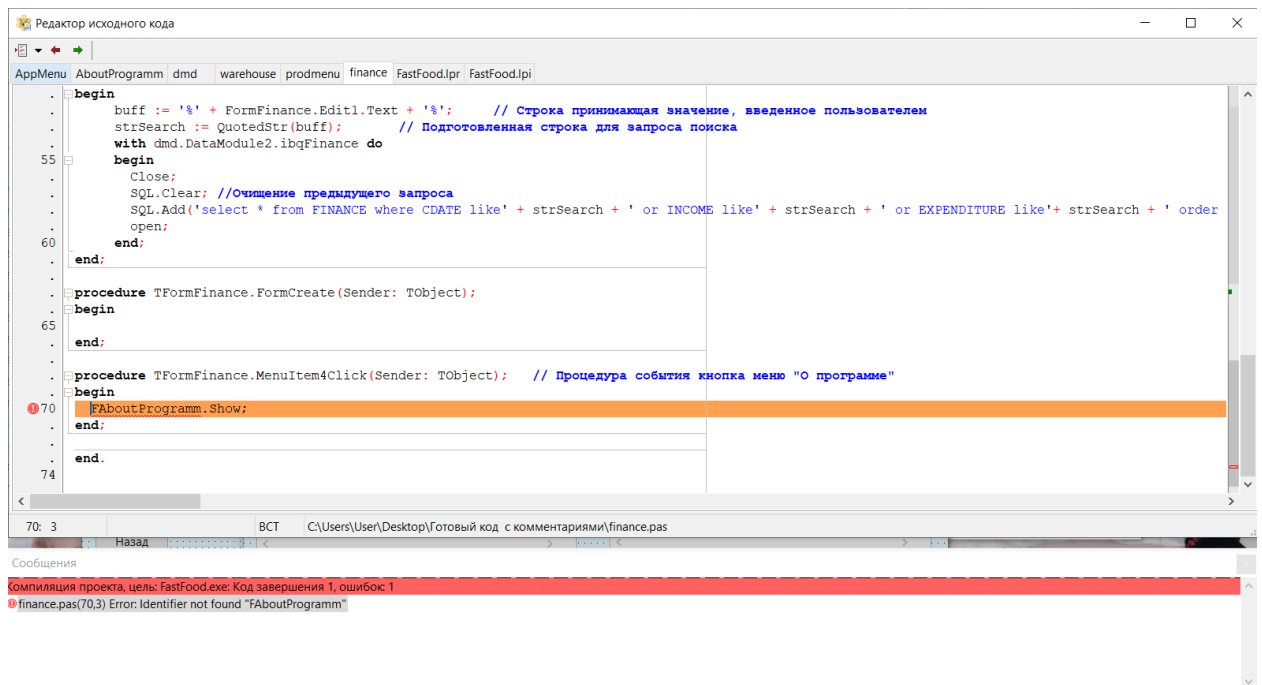 Редактор исходного кода
AppMenu AboutProgramm dmd warehouse prodmenu finance FastFood.lpr FastFood.lpi
begin
buff := '%' + FormFinance.Edit1.Text + '%'; // Строка принимающая значение, введенное пользователем
strSearch := QuotedStr(buff); // Подготовленная строка для запроса поиска
with dmd.DataModule2.ibqFinance do
55 begin
Close;
SQL.Clear; //Очищение предыдущего запроса
SQL.Add('select * from FINANCE where CDATE like' + strSearch + ' or INCOME like' + strSearch + ' or EXPENDITURE like'+ strSearch + ' order
open;
60 end;
end;
procedure TFormFinance.FormCreate(Sender: TObject);
begin
65
end;
procedure TFormFinance.MenuItem4Click(Sender: TObject); // Процедура события кнопка меню "О программе"
begin
70 FAboutProgramm.Show;
end;
end.
74
70: 3 ВСТ C:\Users\User\Desktop\Готовый код с комментариями\finance.pas
Назад
Сообщения
Компиляция проекта, цель: FastFood.exe: Код завершения 1, ошибок: 1
finance.pas(70,3) Error: Identifier not found "FAboutProgramm"